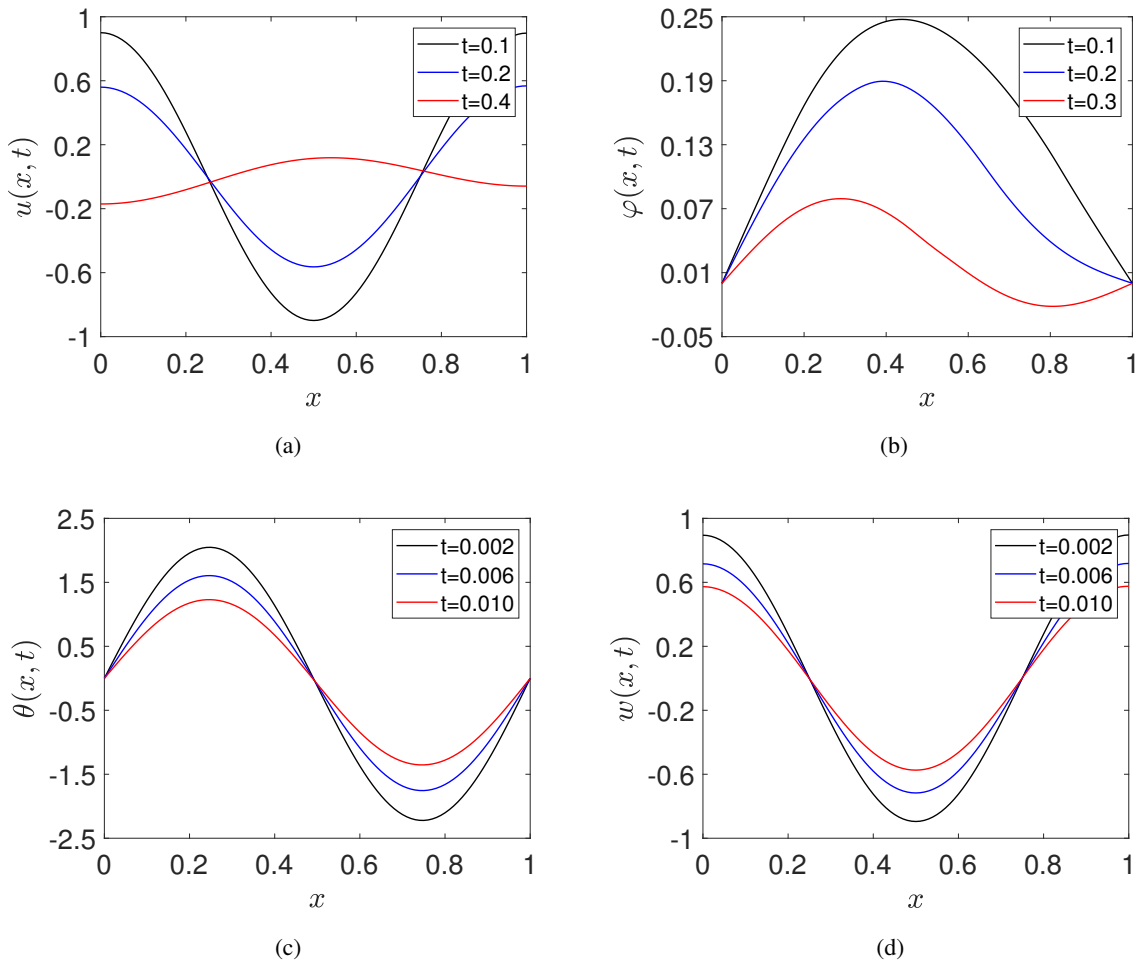 1
0.6
0.2
-0.2
-0.6
-1
u(x, t)
t=0.1
t=0.2
t=0.4
0 0.2 0.4 0.6 0.8 1
x
(a)
0.25
0.19
0.13
0.07
0.01
-0.05
φ(x, t)
t=0.1
t=0.2
t=0.3
0 0.2 0.4 0.6 0.8 1
x
(b)
2.5
1.5
0.5
-0.5
-1.5
-2.5
θ(x, t)
t=0.002
t=0.006
t=0.010
0 0.2 0.4 0.6 0.8 1
x
(c)
1
0.6
0.2
-0.2
-0.6
-1
w(x, t)
t=0.002
t=0.006
t=0.010
0 0.2 0.4 0.6 0.8 1
x
(d)